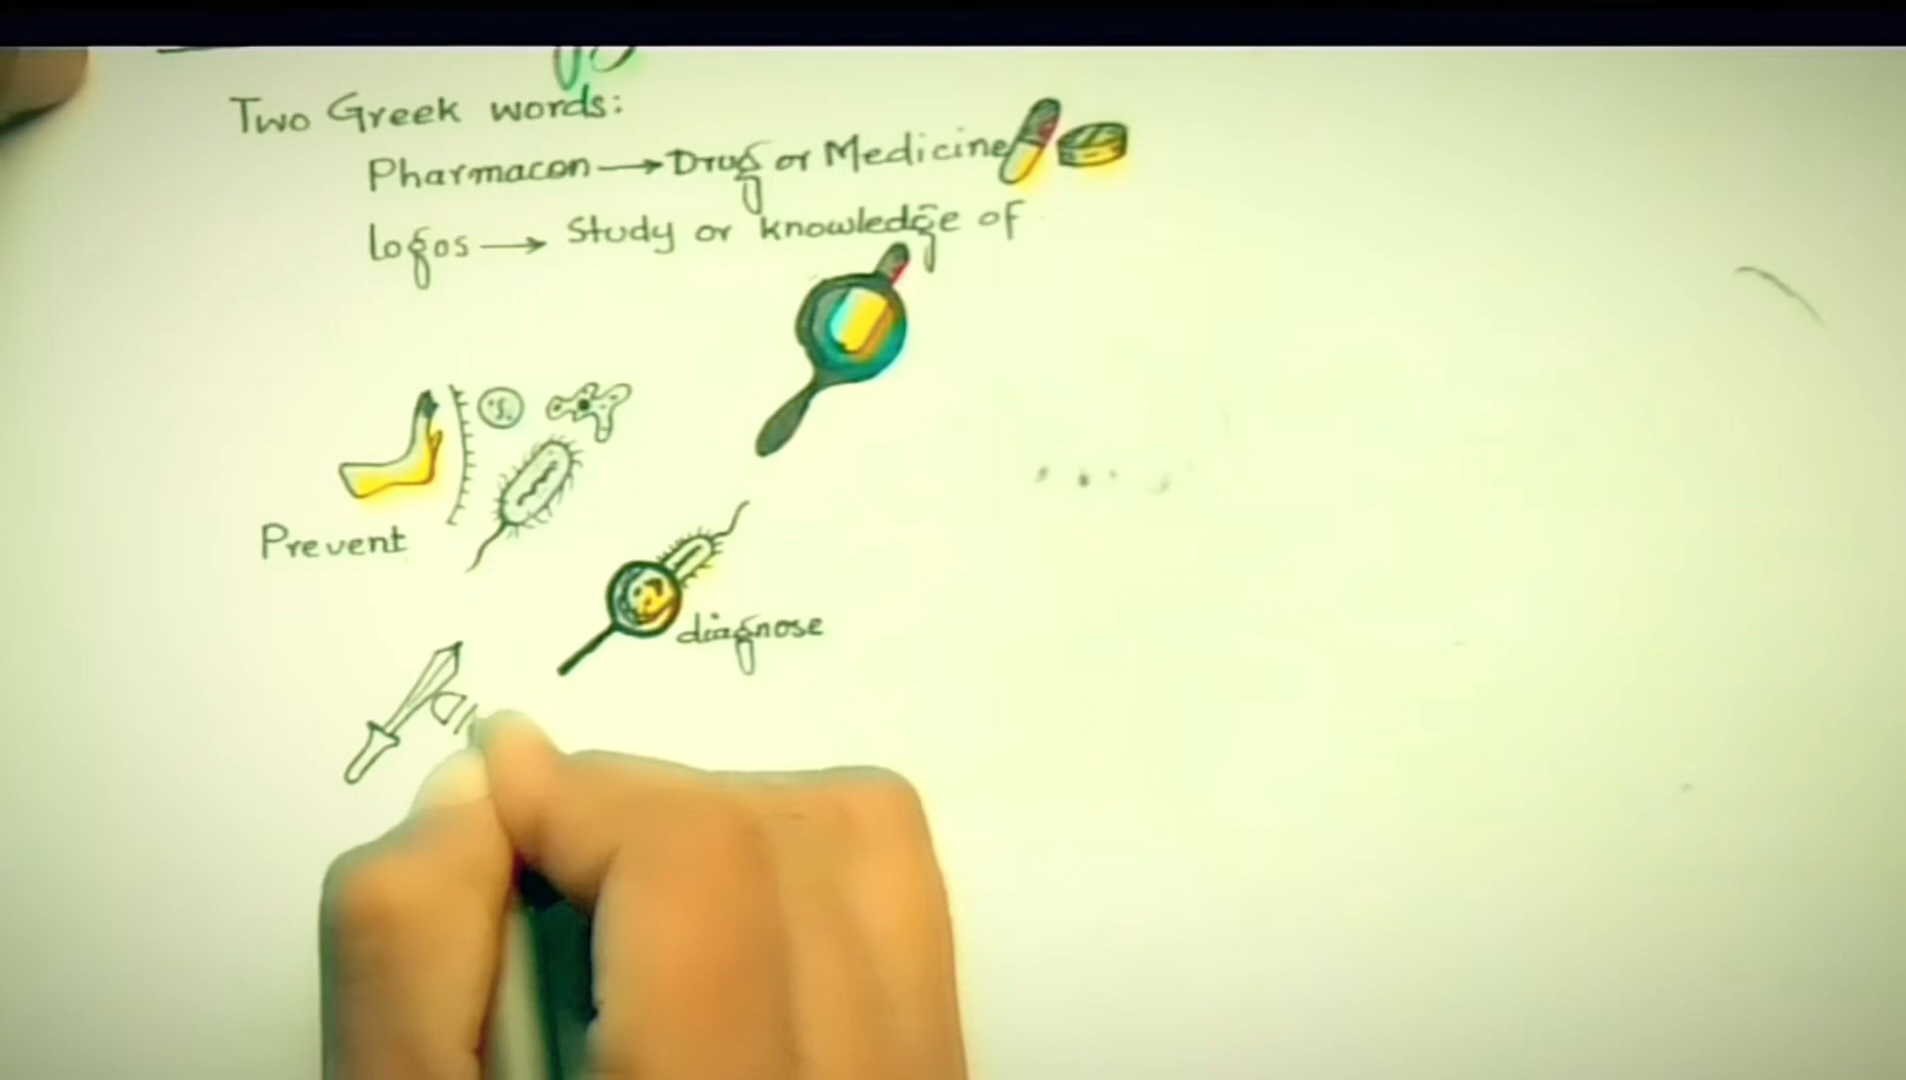 Two Greek words:
Pharmacon → Drug or Medicine
Logos → Study or knowledge of
Prevent
diagnose